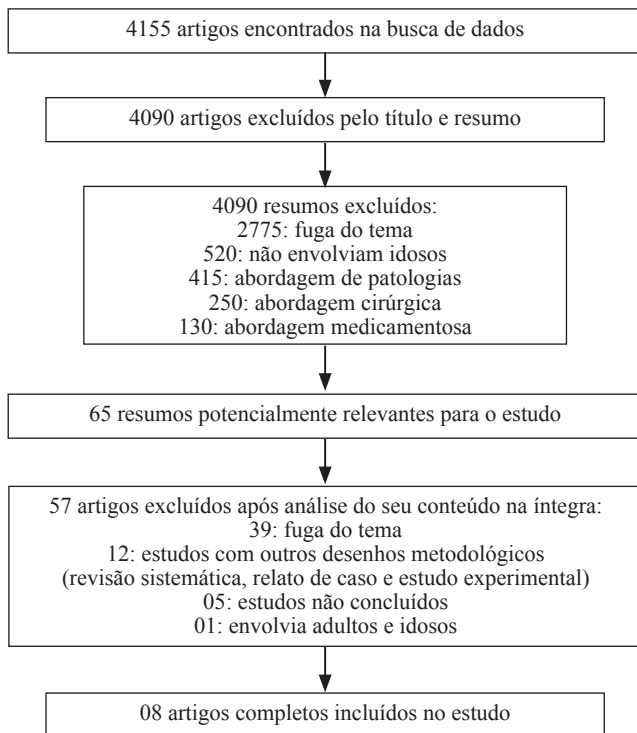 4155 artigos encontrados na busca de dados
4090 artigos excluídos pelo título e resumo
4090 resumos excluídos:
2775: fuga do tema
520: não envolviam idosos
415: abordagem de patologias
250: abordagem cirúrgica
130: abordagem medicamentosa
65 resumos potencialmente relevantes para o estudo
57 artigos excluídos após análise do seu conteúdo na íntegra:
39: fuga do tema
12: estudos com outros desenhos metodológicos
(revisão sistemática, relato de caso e estudo experimental)
05: estudos não concluídos
01: envolvia adultos e idosos
08 artigos completos incluídos no estudo